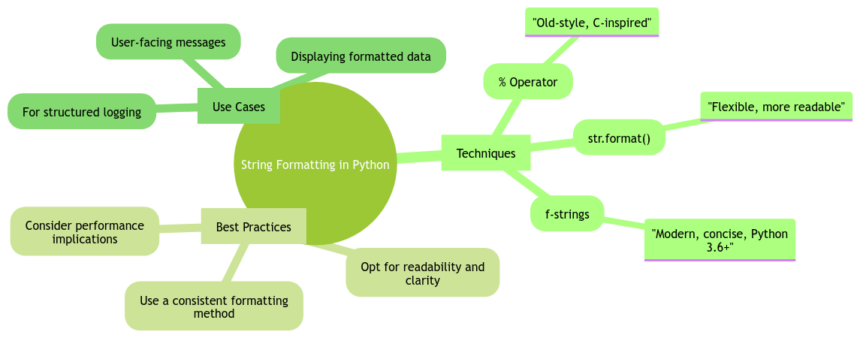 "Old-style, C-inspired"
User-facing messages
Displaying formatted data
% Operator
For structured logging
Use Cases
"Flexible, more readable"
str.format()
Techniques
String Formatting in Python
f-strings
Consider performance
implications
Best Practices
"Modern, concise, Python
3.6+"
Opt for readability and
clarity
Use a consistent formatting
method